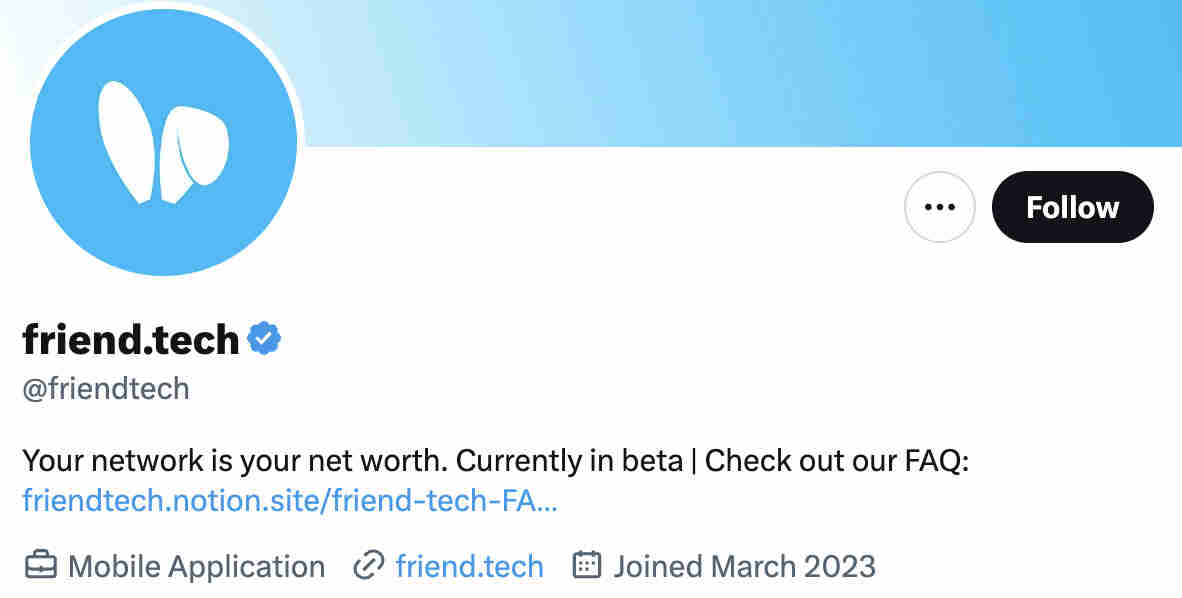 Follow
friend.tech
@friendtech
Your network is your net worth. Currently in beta | Check out our FAQ:
friendtech.notion.site/friend-tech-FA...
Mobile Application friend.tech Joined March 2023